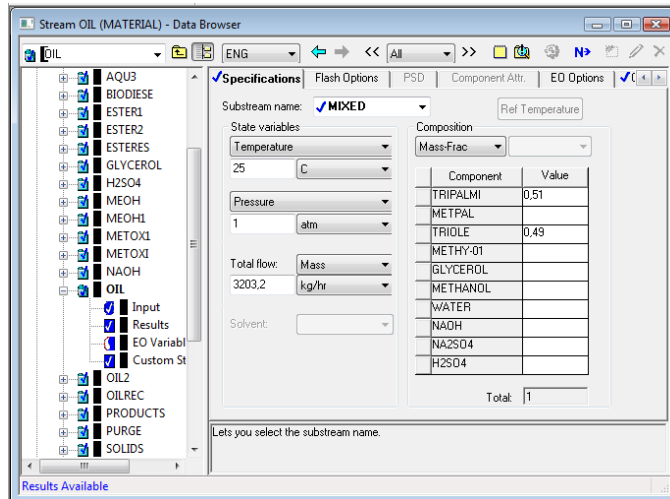 Stream OIL (MATERIAL) - Data Browser
OIL ENG << All >> N>
AQU3
BIODIESE
ESTER1
ESTER2
ESTERES
GLYCEROL
H2SO4
MEOH
MEOH1
METOX1
METOXI
NAOH
OIL
Input
Results
EO Variabl
Custom St
OIL2
OILREC
PRODUCTS
PURGE
SOLIDS
Specifications Flash Options PSD Component Attr. EO Options
Substream name: MIXED Ref Temperature
State variables
Temperature
25 C
Pressure
1 atm
Total flow: Mass
3203,2 kg/hr
Solvent:
Composition
Mass-Frac
Component Value
TRIPALMI 0,51
METPAL
TRIOLE 0,49
METHY-01
GLYCEROL
METHANOL
WATER
NAOH
NA2SO4
H2SO4
Total: 1
Lets you select the substream name.
Results Available